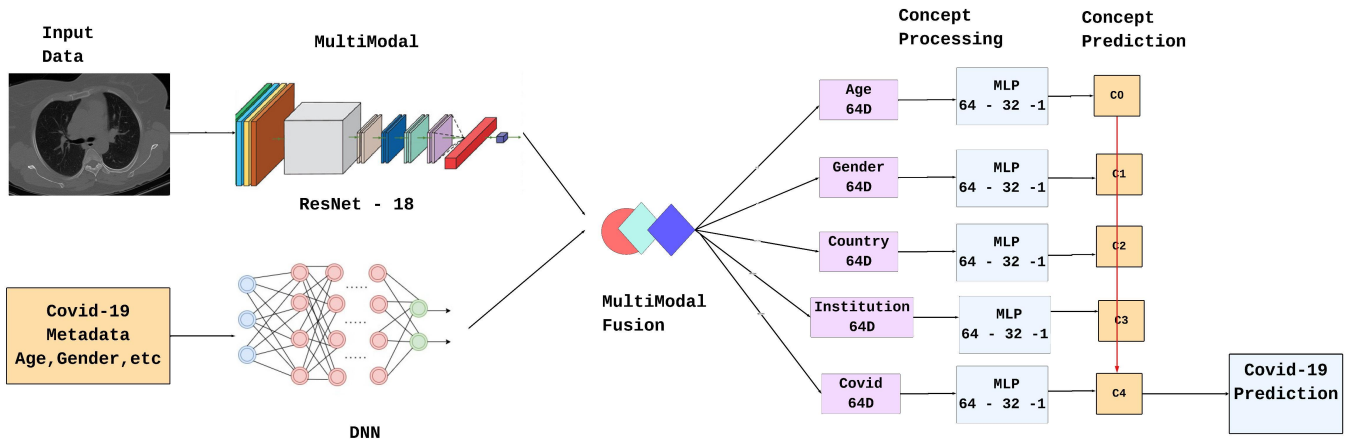 Input
Data
MultiModal
ResNet - 18
Covid-19
Metadata
Age,Gender,etc
DNN
MultiModal
Fusion
Concept
Processing
Concept
Prediction
Age
64D
MLP
64 - 32 -1
C0
Gender
64D
MLP
64 - 32 -1
C1
Country
64D
MLP
64 - 32 -1
C2
Institution
64D
MLP
64 - 32 -1
C3
Covid
64D
MLP
64 - 32 -1
C4
Covid-19
Prediction